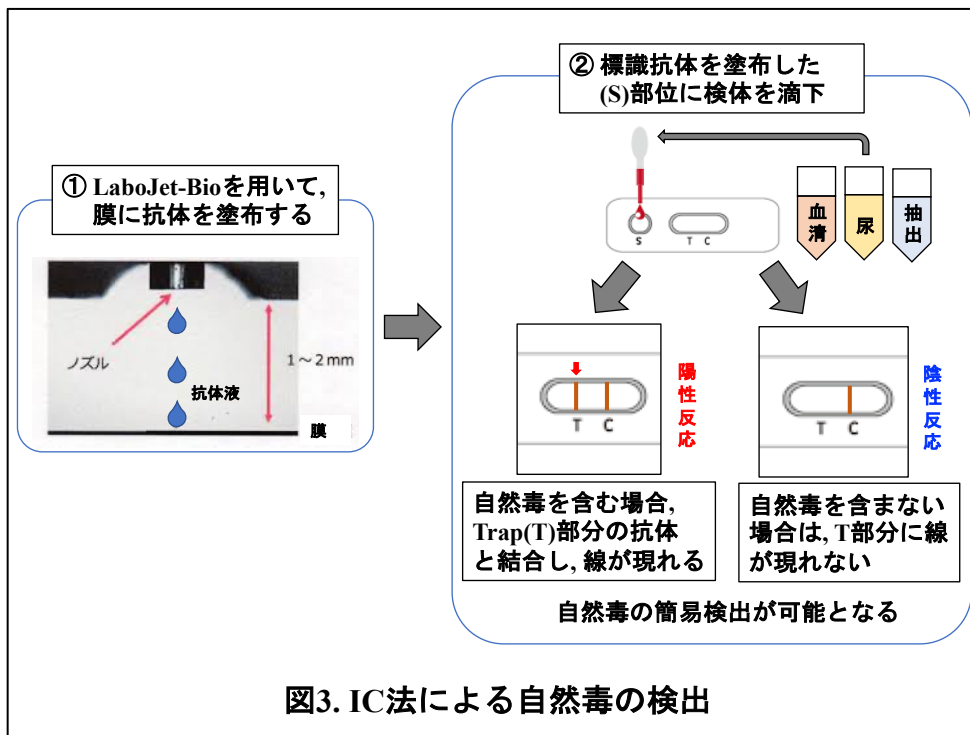 ① LaboJet-Bioを用いて,
膜に抗体を塗布する
ノズル
抗体液
1~2 mm
膜
② 標識抗体を塗布した
(S)部位に検体を滴下
血清
尿
抽出
S
T C
T C
陽性反応
T C
陰性反応
自然毒を含む場合,
Trap(T)部分の抗体
と結合し, 線が現れる
自然毒を含まない
場合は, T部分に線
が現れない
自然毒の簡易検出が可能となる
図3. IC法による自然毒の検出